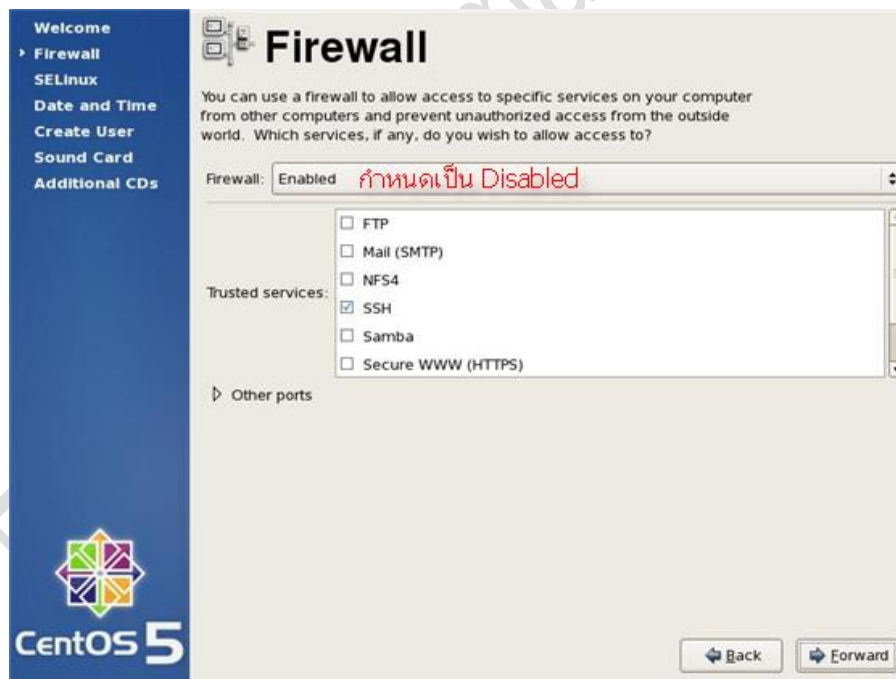 Welcome
Firewall
SELinux
Date and Time
Create User
Sound Card
Additional CDs
Firewall
You can use a firewall to allow access to specific services on your computer
from other computers and prevent unauthorized access from the outside
world. Which services, if any, do you wish to allow access to?
Firewall: Enabled กำหนดเป็น Disabled
Trusted services:
FTP
Mail (SMTP)
NFS4
SSH
Samba
Secure WWW (HTTPS)
Other ports
CentOS 5
Back Forward